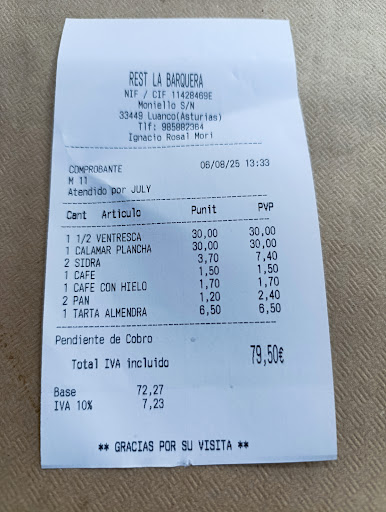 REST LA BARQUERA
NIF / CIF 11428469E
Moniello S/N
33449 Luanco(Asturias)
Tlf: 985882364
Ignacio Rosal Mori
COMPROBANTE 06/08/25 13:33
M 11
Atendido por JULY
Cant Articulo Punit PVP
1 1/2 VENTRESCA 30,00 30,00
1 CALAMAR PLANCHA 30,00 30,00
2 SIDRA 3,70 7,40
1 CAFE 1,50 1,50
1 CAFE CON HIELO 1,70 1,70
2 PAN 1,20 2,40
1 TARTA ALMENDRA 6,50 6,50
Pendiente de Cobro
Total IVA incluido 79,50€
Base 72,27
IVA 10% 7,23
** GRACIAS POR SU VISITA **